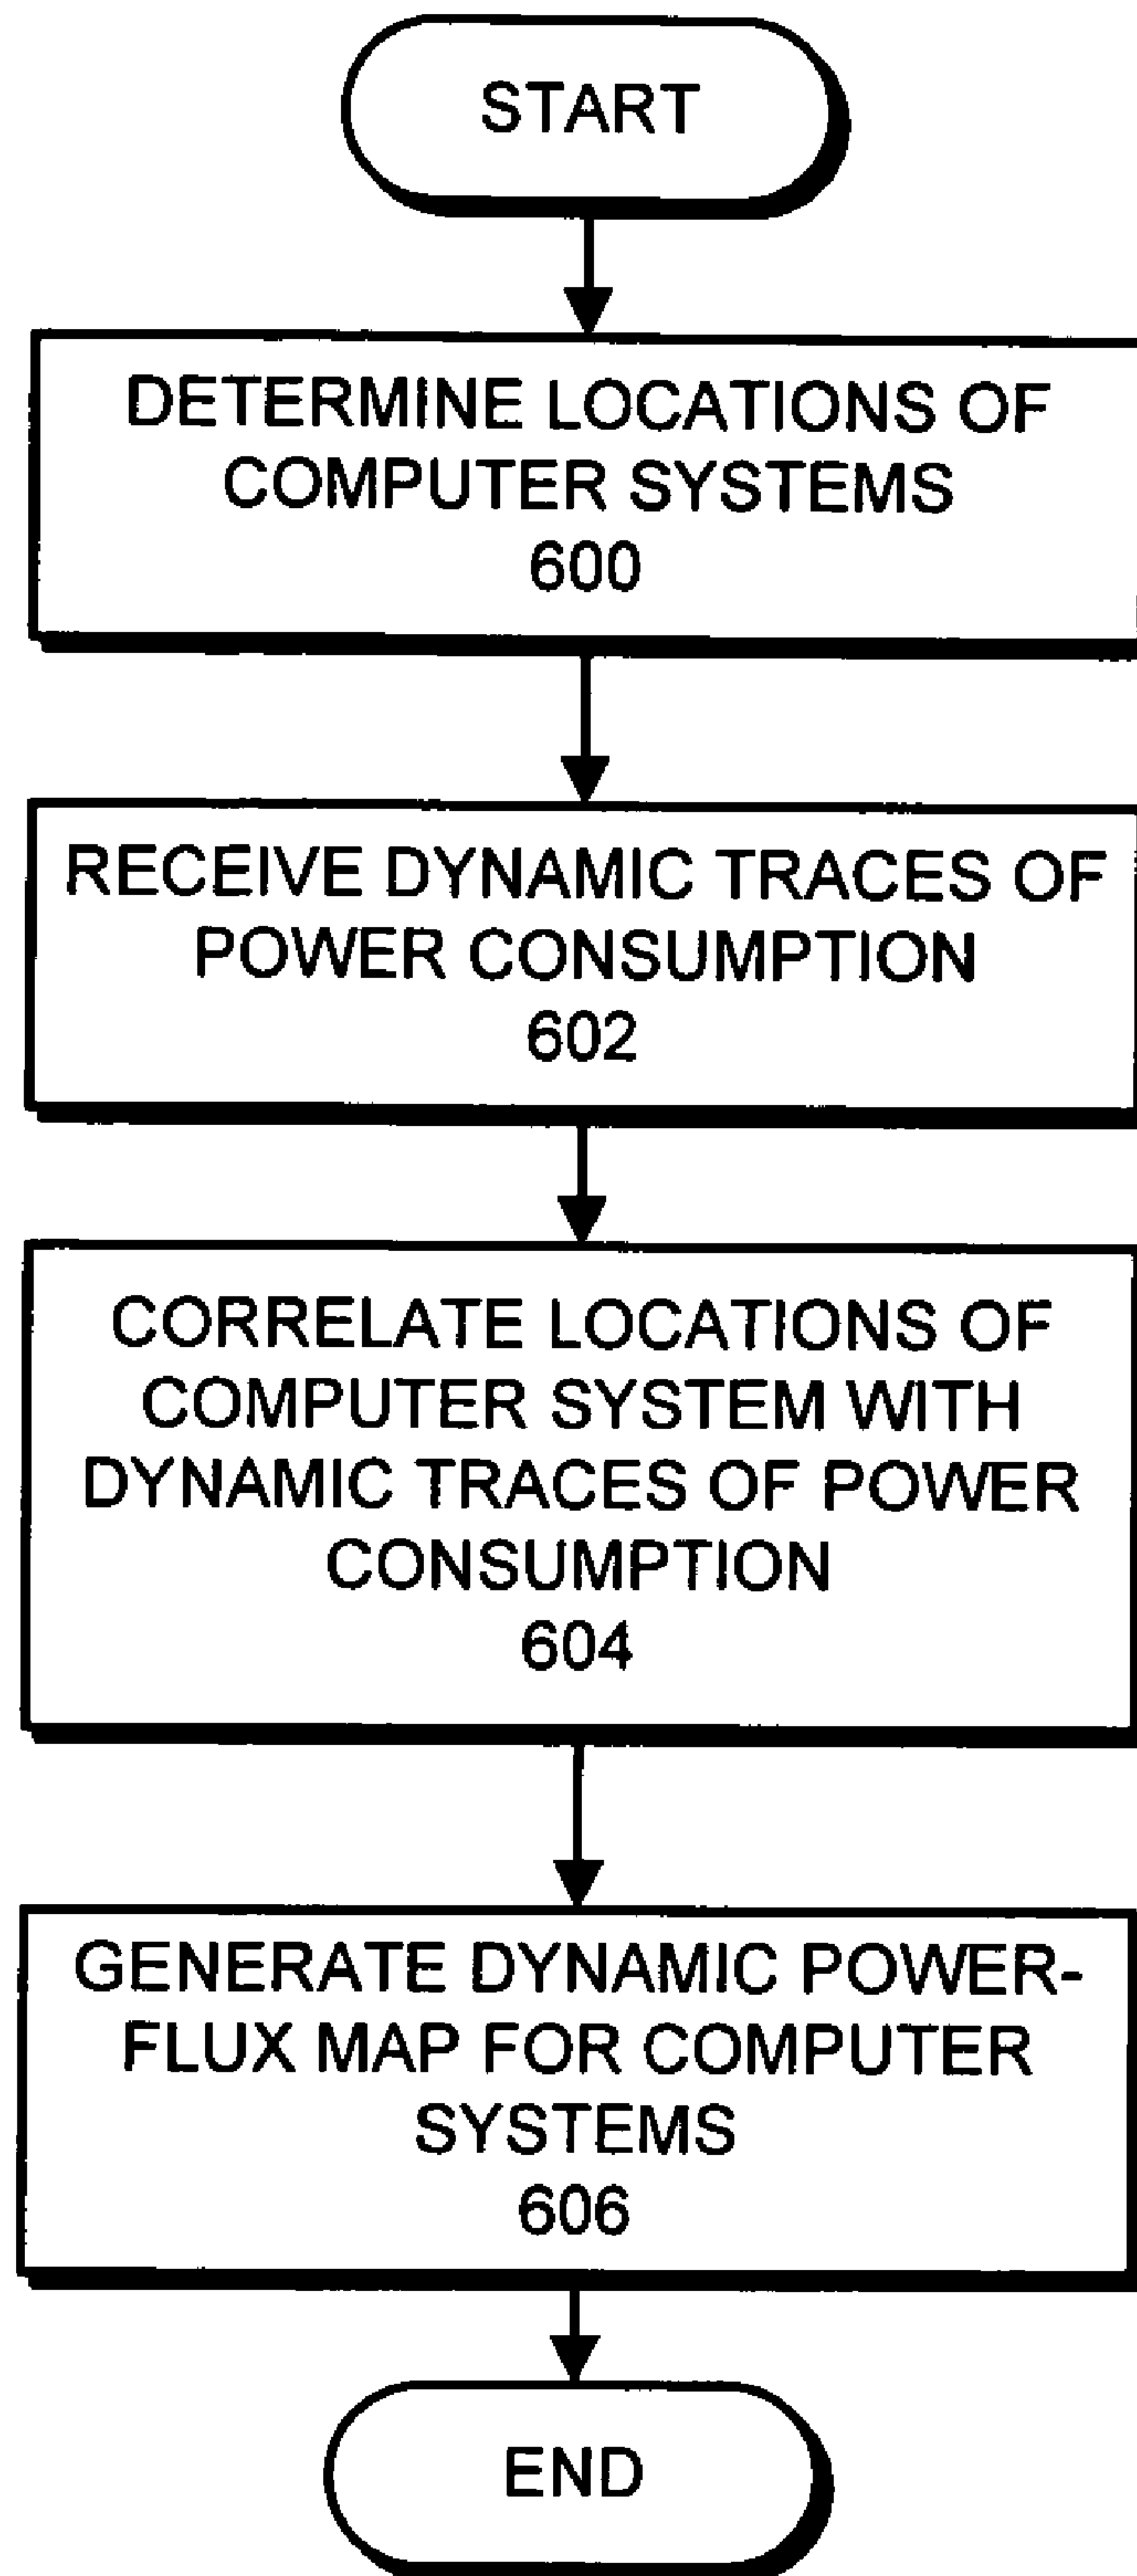 START
DETERMINE LOCATIONS OF
COMPUTER SYSTEMS
600
RECEIVE DYNAMIC TRACES OF
POWER CONSUMPTION
602
CORRELATE LOCATIONS OF
COMPUTER SYSTEM WITH
DYNAMIC TRACES OF POWER
CONSUMPTION
604
GENERATE DYNAMIC POWER-
FLUX MAP FOR COMPUTER
SYSTEMS
606
END